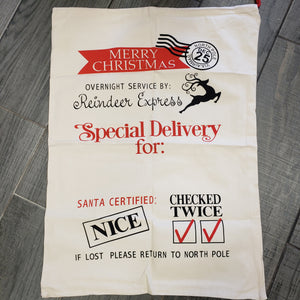 MERRY
CHRISTMAS
25
OVERNIGHT SERVICE BY:
Reindeer Express
Special Delivery
for:
SANTA CERTIFIED:
NICE
CHECKED
TWICE
IF LOST PLEASE RETURN TO NORTH POLE